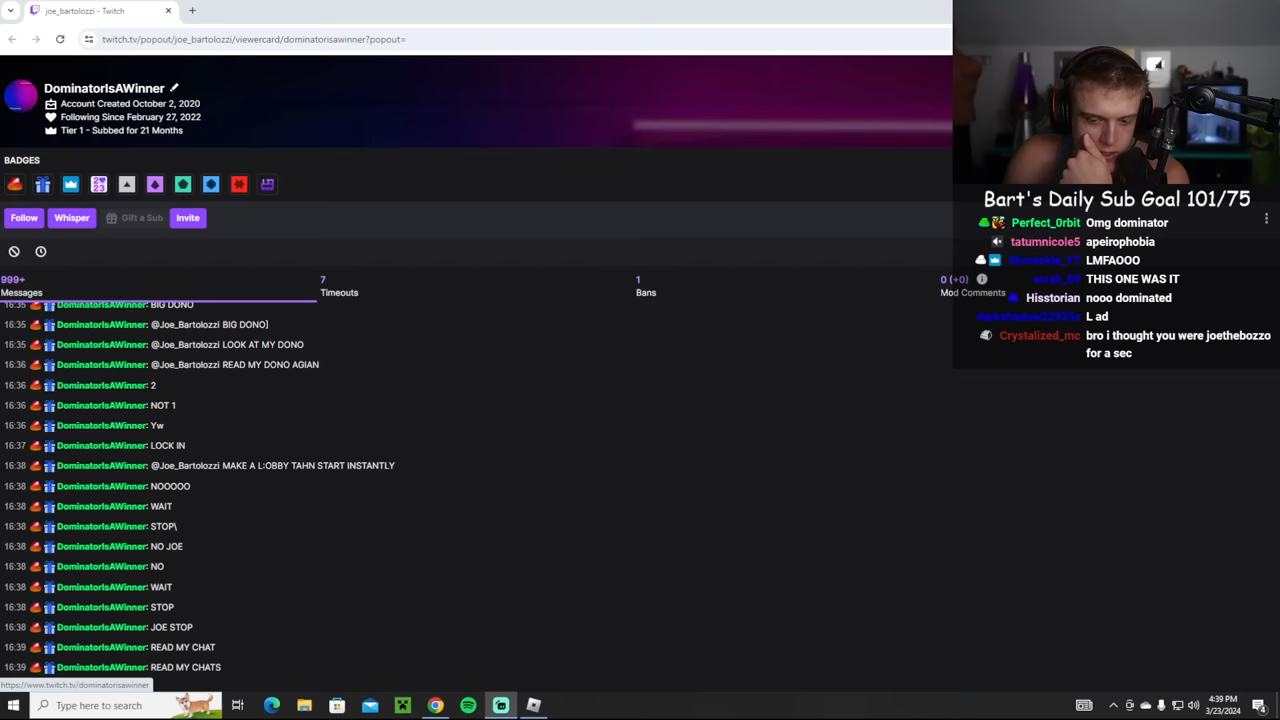 joe_bartolozzi - Twitch
twitch.tv/popout/joe_bartolozzi/viewercard/dominatorisawinner?popout=
DominatorIsAWinner
Account Created October 2, 2020
Following Since February 27, 2022
Tier 1 - Subbed for 21 Months
BADGES
Follow Whisper Gift a Sub Invite
999+ 7 1 0 (+0)
Messages Timeouts Bans Mod Comments
16:35 DominatorIsAWinner: BIG DONO
16:35 DominatorIsAWinner: @Joe_Bartolozzi BIG DONO]
16:35 DominatorIsAWinner: @Joe_Bartolozzi LOOK AT MY DONO
16:36 DominatorIsAWinner: @Joe_Bartolozzi READ MY DONO AGIAN
16:36 DominatorIsAWinner: 2
16:36 DominatorIsAWinner: NOT 1
16:36 DominatorIsAWinner: Yw
16:37 DominatorIsAWinner: LOCK IN
16:38 DominatorIsAWinner: @Joe_Bartolozzi MAKE A L:OBBY TAHN START INSTANTLY
16:38 DominatorIsAWinner: NOOOOO
16:38 DominatorIsAWinner: WAIT
16:38 DominatorIsAWinner: STOP\
16:38 DominatorIsAWinner: NO JOE
16:38 DominatorIsAWinner: NO
16:38 DominatorIsAWinner: WAIT
16:38 DominatorIsAWinner: STOP
16:38 DominatorIsAWinner: JOE STOP
16:39 DominatorIsAWinner: READ MY CHAT
16:39 DominatorIsAWinner: READ MY CHATS
https://www.twitch.tv/dominatorisawinner
Bart's Daily Sub Goal 101/75
Perfect_0rbit Omg dominator
tatumnicole5 apeirophobia
LMFAOOO
THIS ONE WAS IT
Hisstorian nooo dominated
L ad
Crystalized_mc bro i thought you were joethebozzo
for a sec
Type here to search
4:39 PM
3/23/2024
4